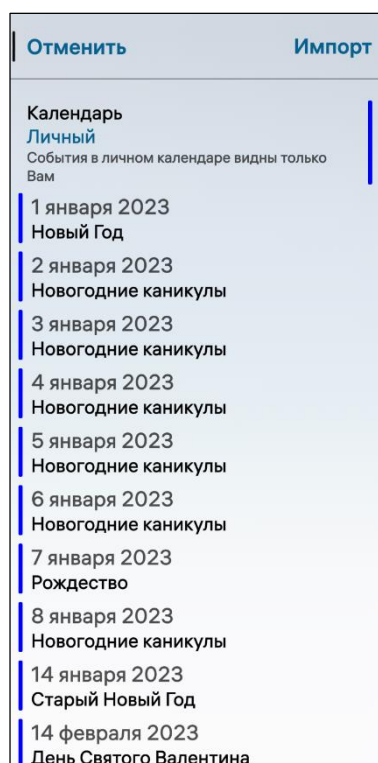 Отменить Импорт
Календарь
Личный
События в личном календаре видны только
Вам
1 января 2023
Новый Год
2 января 2023
Новогодние каникулы
3 января 2023
Новогодние каникулы
4 января 2023
Новогодние каникулы
5 января 2023
Новогодние каникулы
6 января 2023
Новогодние каникулы
7 января 2023
Рождество
8 января 2023
Новогодние каникулы
14 января 2023
Старый Новый Год
14 февраля 2023
День Святого Валентина